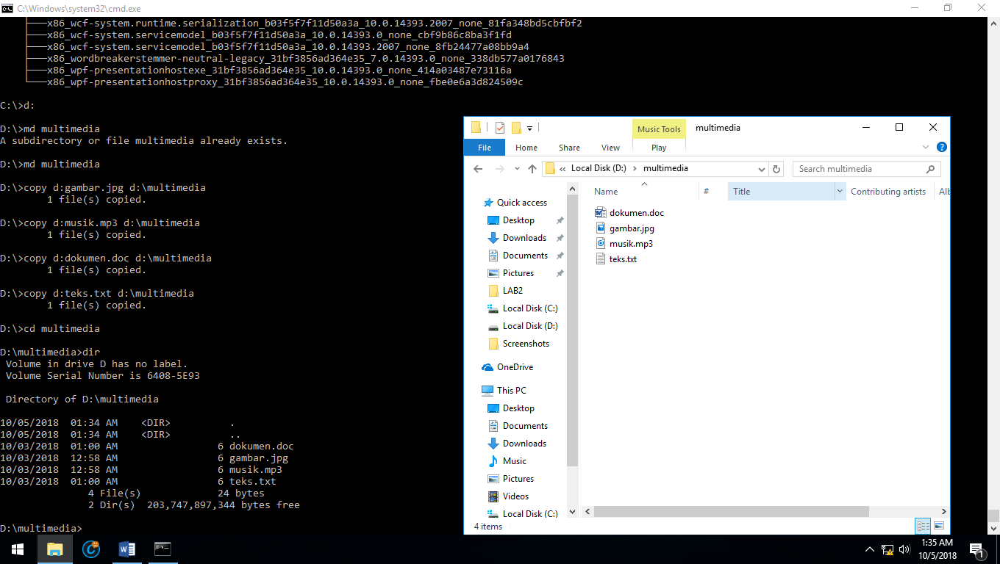 C:\Windows\system32\cmd.exe
├───x86_wcf-system.runtime.serialization_b03f5f7f11d50a3a_10.0.14393.2007_none_81fa348bd5cbfbf2
├───x86_wcf-system.servicemodel_b03f5f7f11d50a3a_10.0.14393.0_none_cbf9b86c8ba3f1fd
├───x86_wcf-system.servicemodel_b03f5f7f11d50a3a_10.0.14393.2007_none_8fb24477a08bb9a4
├───x86_wordbreakerstemmer-neutral-legacy_31bf3856ad364e35_7.0.14393.0_none_338db577a0176843
├───x86_wpf-presentationhostexe_31bf3856ad364e35_10.0.14393.0_none_414a03487e73116a
└───x86_wpf-presentationhostproxy_31bf3856ad364e35_10.0.14393.0_none_fbe0e6a3d824509c
C:\>d:
D:\>md multimedia
A subdirectory or file multimedia already exists.
D:\>md multimedia
D:\>copy d:gambar.jpg d:\multimedia
1 file(s) copied.
D:\>copy d:musik.mp3 d:\multimedia
1 file(s) copied.
D:\>copy d:dokumen.doc d:\multimedia
1 file(s) copied.
D:\>copy d:teks.txt d:\multimedia
1 file(s) copied.
D:\>cd multimedia
D:\multimedia>dir
Volume in drive D has no label.
Volume Serial Number is 6408-5E93
Directory of D:\multimedia
10/05/2018  01:34 AM    <DIR>          .
10/05/2018  01:34 AM    <DIR>          ..
10/03/2018  01:00 AM                 6 dokumen.doc
10/03/2018  12:58 AM                 6 gambar.jpg
10/03/2018  12:58 AM                 6 musik.mp3
10/03/2018  01:00 AM                 6 teks.txt
4 File(s)             24 bytes
2 Dir(s)  203,747,897,344 bytes free
D:\multimedia>
Music Tools multimedia
File Home Share View Play
« Local Disk (D:) > multimedia Search multimedia
Name # Title Contributing artists Alb
Quick access
Desktop
Downloads
Documents
Pictures
LAB2
Local Disk (C:)
Local Disk (D:)
Screenshots
OneDrive
This PC
Desktop
Documents
Downloads
Music
Pictures
Videos
Local Disk (C:)
dokumen.doc
gambar.jpg
musik.mp3
teks.txt
4 items
1:35 AM
10/5/2018
1